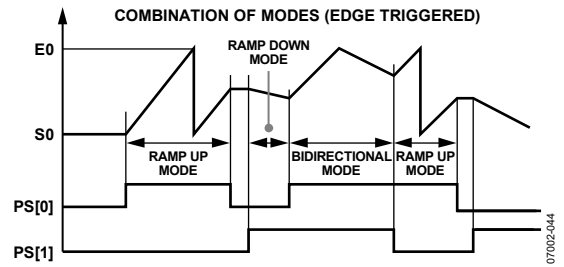 COMBINATION OF MODES (EDGE TRIGGERED)
E0
RAMP DOWN
MODE
S0
RAMP UP
MODE
BIDIRECTIONAL
MODE
RAMP UP
MODE
PS[0]
PS[1]
07002-044